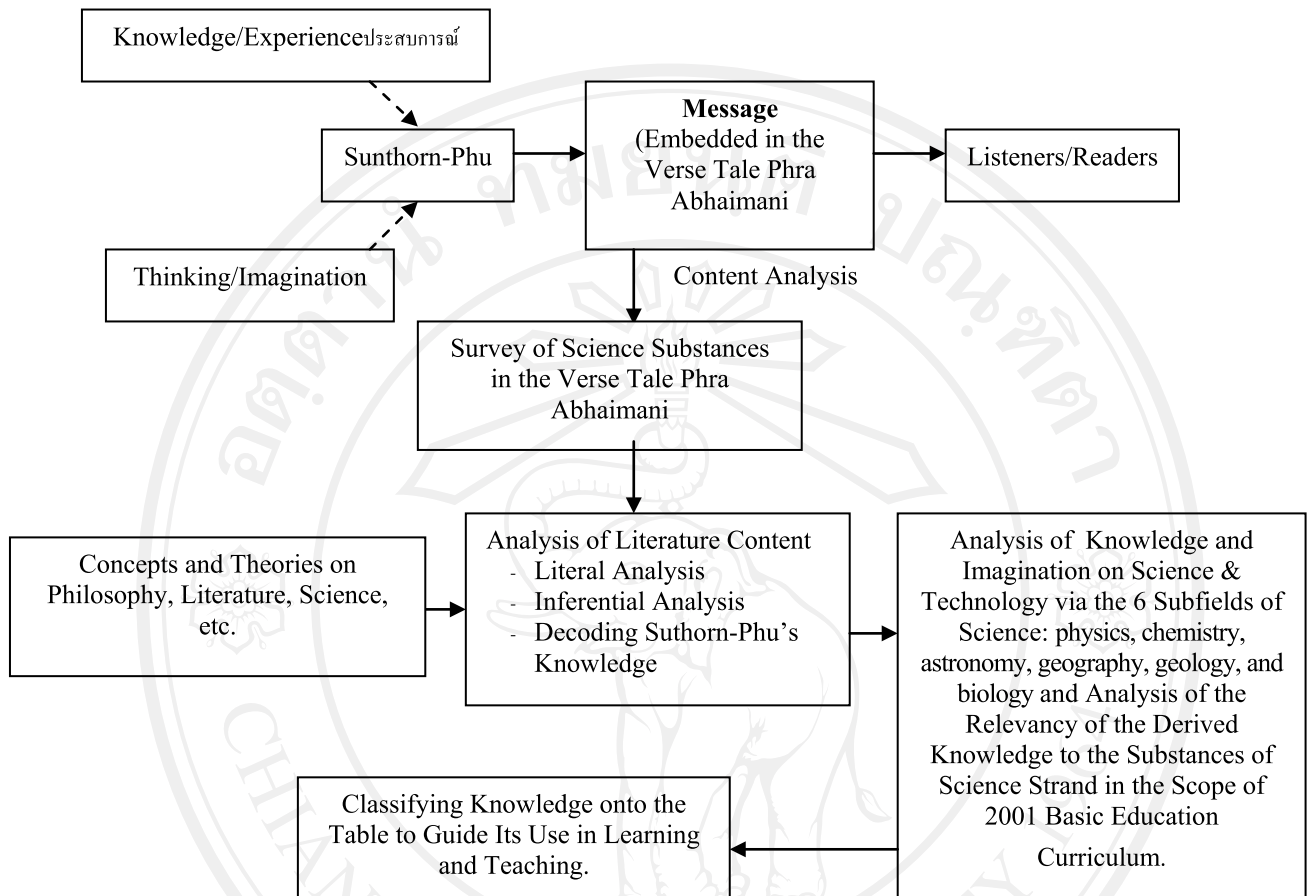 Knowledge/Experienceประสบการณ์
Message
(Embedded in the
Verse Tale Phra
Abhaimani
Sunthorn-Phu
Listeners/Readers
Thinking/Imagination
Content Analysis
Survey of Science Substances
in the Verse Tale Phra
Abhaimani
Concepts and Theories on
Philosophy, Literature, Science,
etc.
Analysis of Literature Content
- Literal Analysis
- Inferential Analysis
- Decoding Suthorn-Phu’s
Knowledge
Analysis of Knowledge and
Imagination on Science &
Technology via the 6 Subfields of
Science: physics, chemistry,
astronomy, geography, geology, and
biology and Analysis of the
Relevancy of the Derived
Knowledge to the Substances of
Science Strand in the Scope of
2001 Basic Education
Curriculum.
Classifying Knowledge onto the
Table to Guide Its Use in Learning
and Teaching.